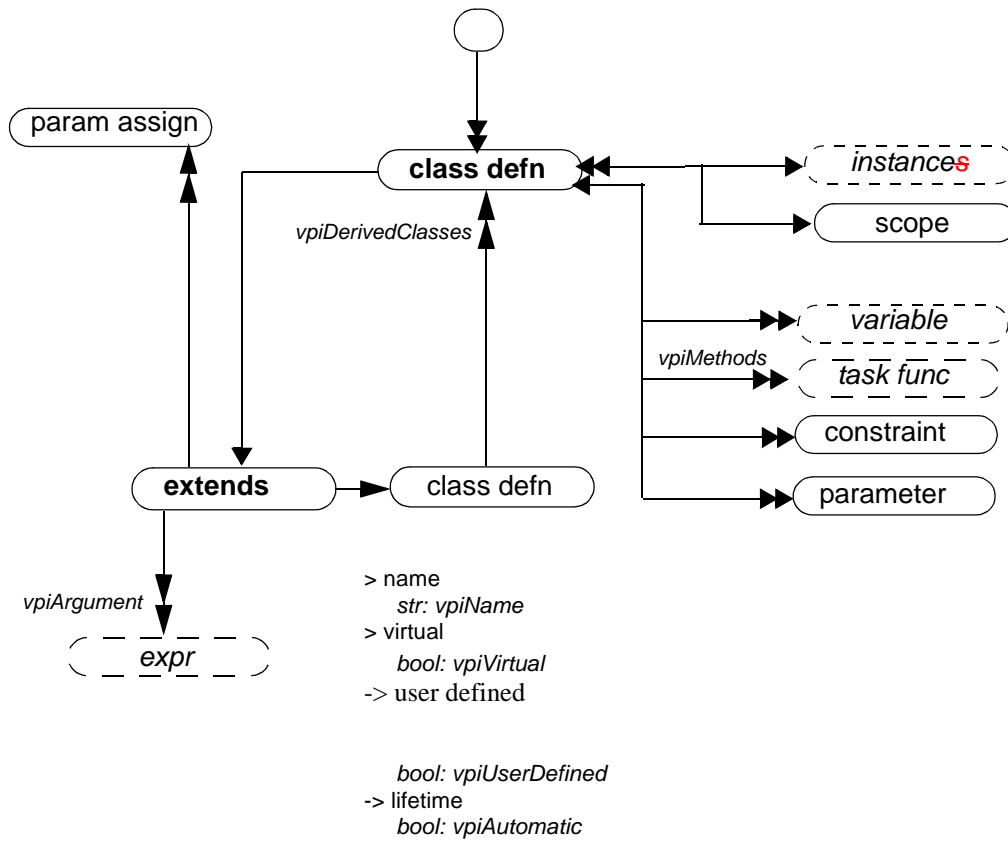 param assign
class defn
instances
scope
vpiDerivedClasses
variable
vpiMethods
task func
constraint
parameter
extends
class defn
vpiArgument
expr
> name
str: vpiName
> virtual
bool: vpiVirtual
-> user defined
bool: vpiUserDefined
-> lifetime
bool: vpiAutomatic